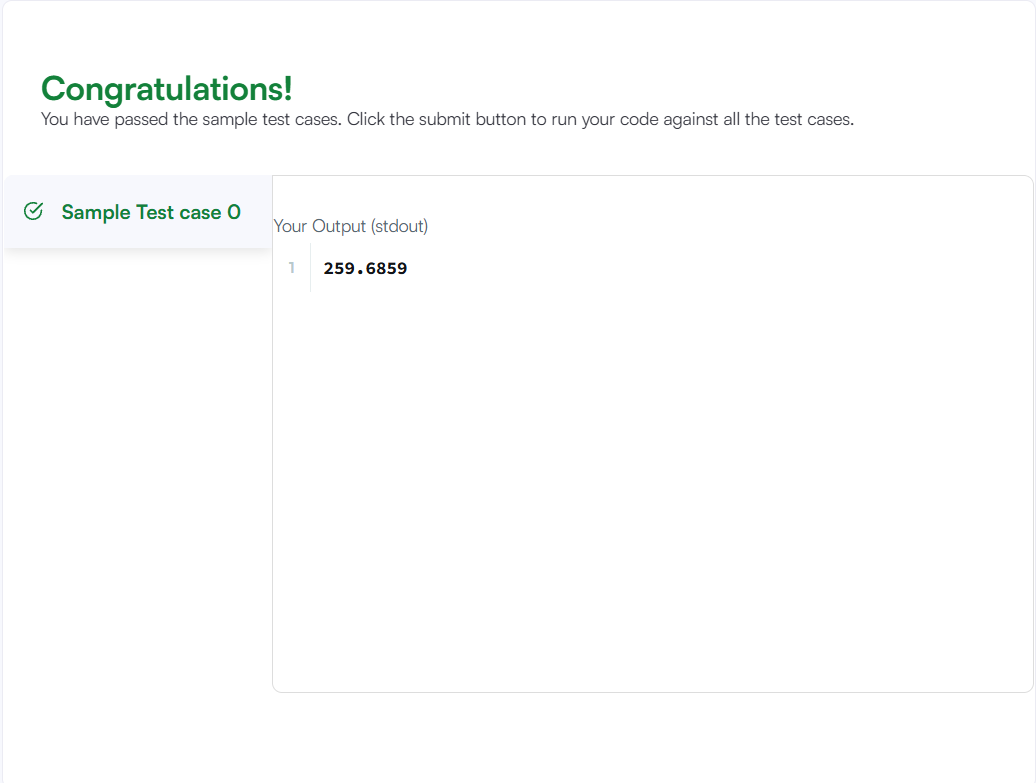 Congratulations!
You have passed the sample test cases. Click the submit button to run your code against all the test cases.
Sample Test case 0
Your Output (stdout)
1 259.6859